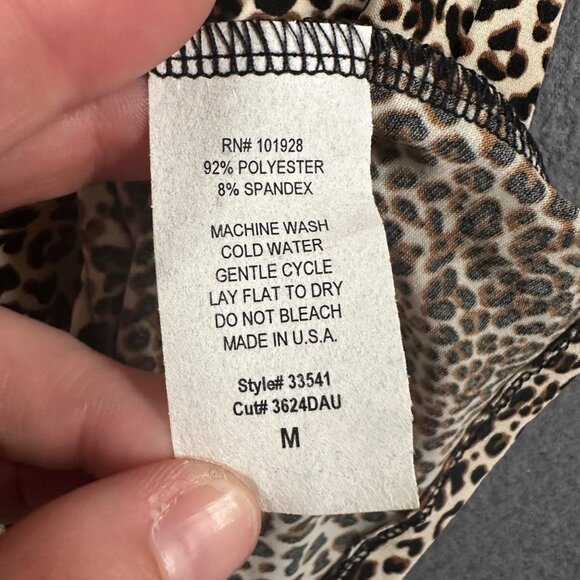 RN# 101928
92% POLYESTER
8% SPANDEX
MACHINE WASH
COLD WATER
GENTLE CYCLE
LAY FLAT TO DRY
DO NOT BLEACH
MADE IN U.S.A.
Style# 33541
Cut# 3624DAU
M